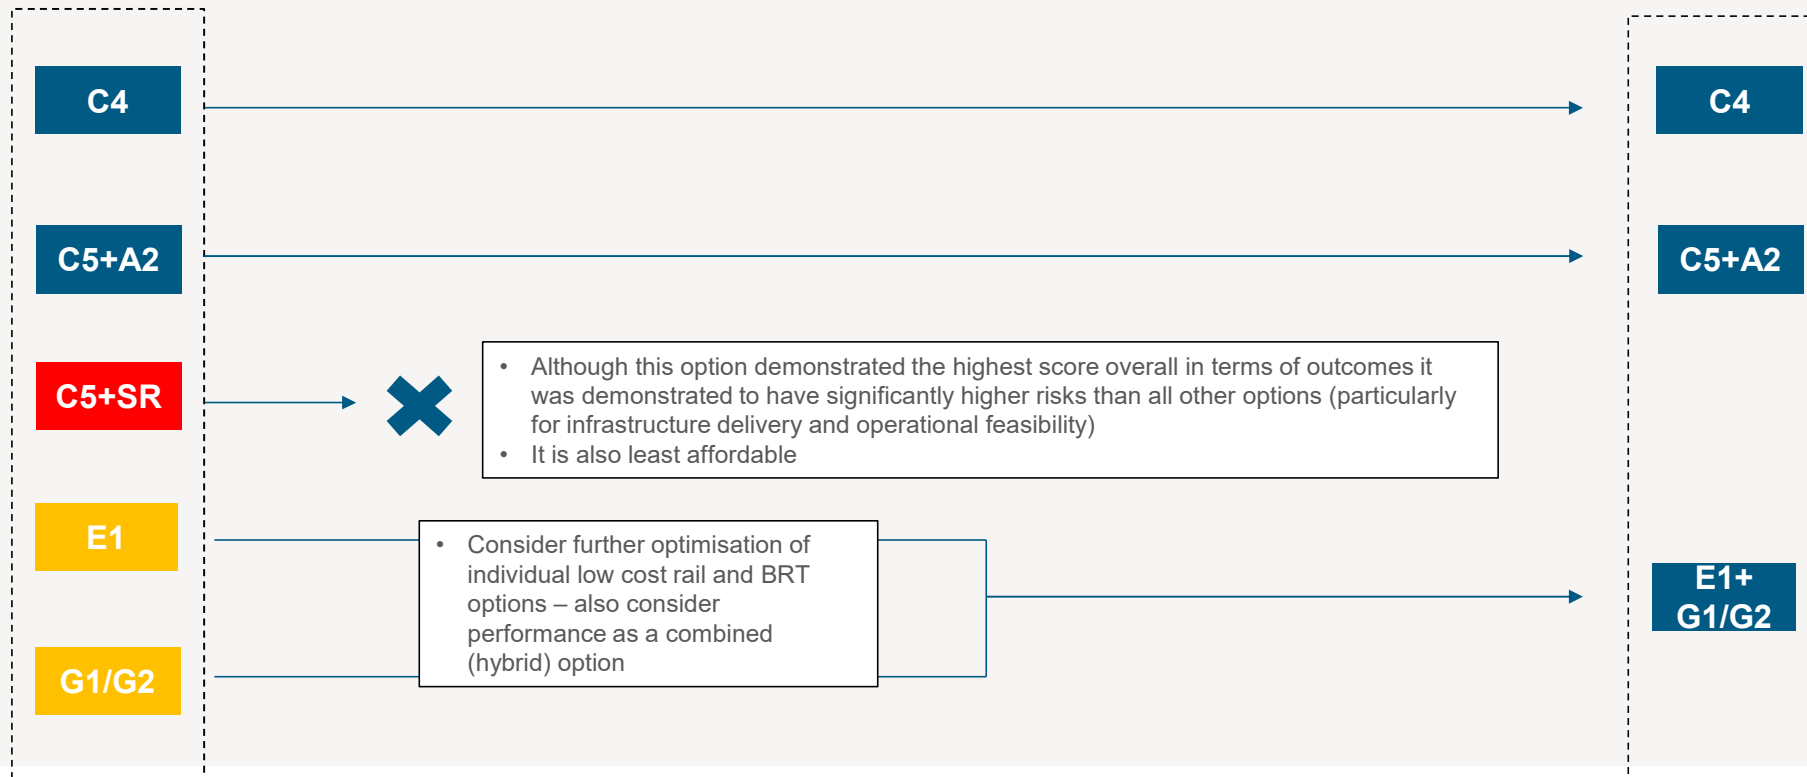 C4
C4
C5+A2
C5+A2
C5+SR
• Although this option demonstrated the highest score overall in terms of outcomes it
was demonstrated to have significantly higher risks than all other options (particularly
for infrastructure delivery and operational feasibility)
• It is also least affordable
E1
• Consider further optimisation of
individual low cost rail and BRT
options – also consider
performance as a combined
(hybrid) option
E1+
G1/G2
G1/G2